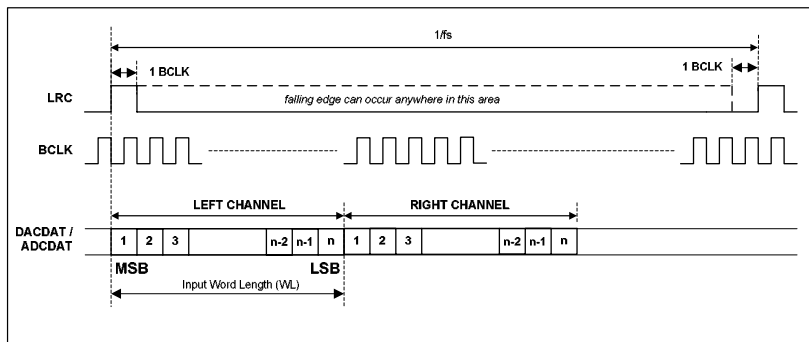 1/fs
1 BCLK
1 BCLK
LRC
falling edge can occur anywhere in this area
BCLK
LEFT CHANNEL
RIGHT CHANNEL
DACDAT /
ADCDAT
1 2 3 n-2 n-1 n 1 2 3 n-2 n-1 n
MSB LSB
Input Word Length (WL)